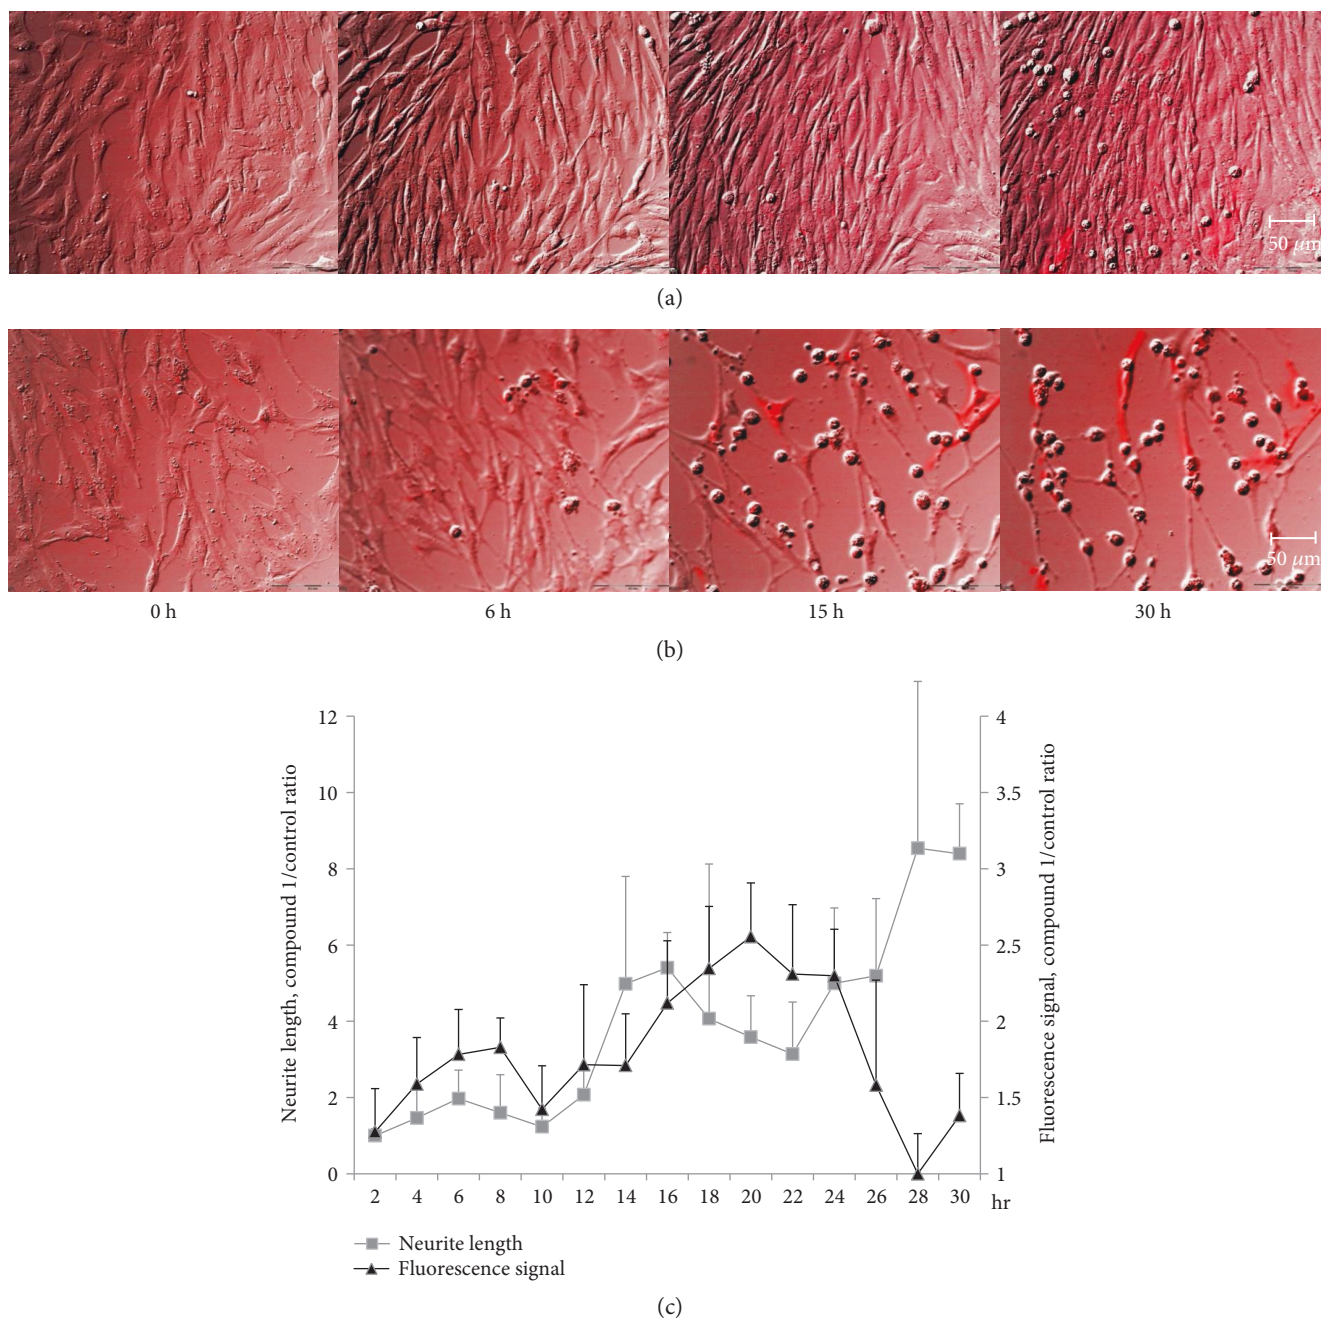 50 μm
(a)
50 μm
0 h 6 h 15 h 30 h
(b)
12
10
8
6
4
2
0
Neurite length, compound 1/control ratio
4
3.5
3
2.5
2
1.5
1
Fluorescence signal, compound 1/control ratio
2 4 6 8 10 12 14 16 18 20 22 24 26 28 30 hr
Neurite length
Fluorescence signal
(c)